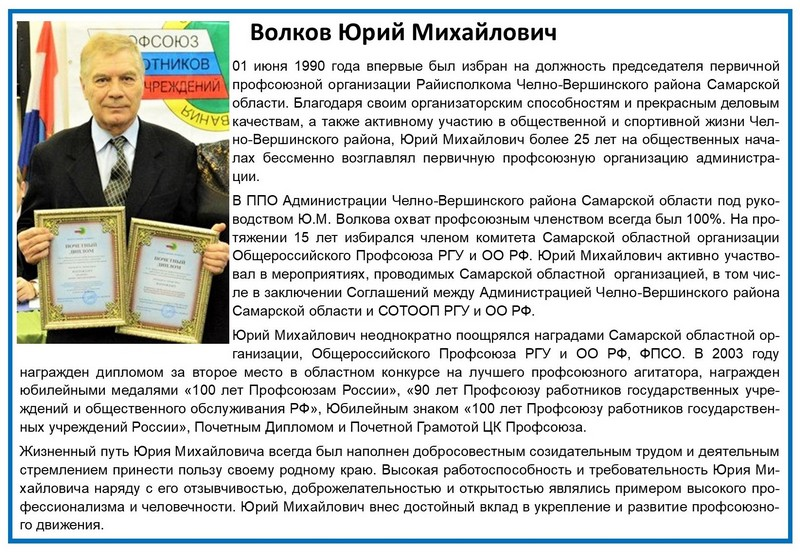 Волков Юрий Михайлович
ПРОФСОЮЗ
РАБОТНИКОВ
УЧРЕЖДЕНИЙ
ПОЧЕТНЫЙ
ДИПЛОМ
ПОЧЕТНЫЙ
ДИПЛОМ
01 июня 1990 года впервые был избран на должность председателя первичной
профсоюзной организации Райисполкома Челно-Вершинского района Самарской
области. Благодаря своим организаторским способностям и прекрасным деловым
качествам, а также активному участию в общественной и спортивной жизни Чел-
но-Вершинского района, Юрий Михайлович более 25 лет на общественных нача-
лах бессменно возглавлял первичную профсоюзную организацию администра-
ции.
В ППО Администрации Челно-Вершинского района Самарской области под руко-
водством Ю.М. Волкова охват профсоюзным членством всегда был 100%. На про-
тяжении 15 лет избирался членом комитета Самарской областной организации
Общероссийского Профсоюза РГУ и ОО РФ. Юрий Михайлович активно участво-
вал в мероприятиях, проводимых Самарской областной организацией, в том чис-
ле в заключении Соглашений между Администрацией Челно-Вершинского района
Самарской области и СОТООП РГУ и ОО РФ.
Юрий Михайлович неоднократно поощрялся наградами Самарской областной ор-
ганизации, Общероссийского Профсоюза РГУ и ОО РФ, ФПСО. В 2003 году
награжден дипломом за второе место в областном конкурсе на лучшего профсоюзного агитатора, награжден
юбилейными медалями «100 лет Профсоюзам России», «90 лет Профсоюзу работников государственных учре-
ждений и общественного обслуживания РФ», Юбилейным знаком «100 лет Профсоюзу работников государствен-
ных учреждений России», Почетным Дипломом и Почетной Грамотой ЦК Профсоюза.
Жизненный путь Юрия Михайловича всегда был наполнен добросовестным созидательным трудом и деятельным
стремлением принести пользу своему родному краю. Высокая работоспособность и требовательность Юрия Ми-
хайловича наряду с его отзывчивостью, доброжелательностью и открытостью являлись примером высокого про-
фессионализма и человечности. Юрий Михайлович внес достойный вклад в укрепление и развитие профсоюзно-
го движения.